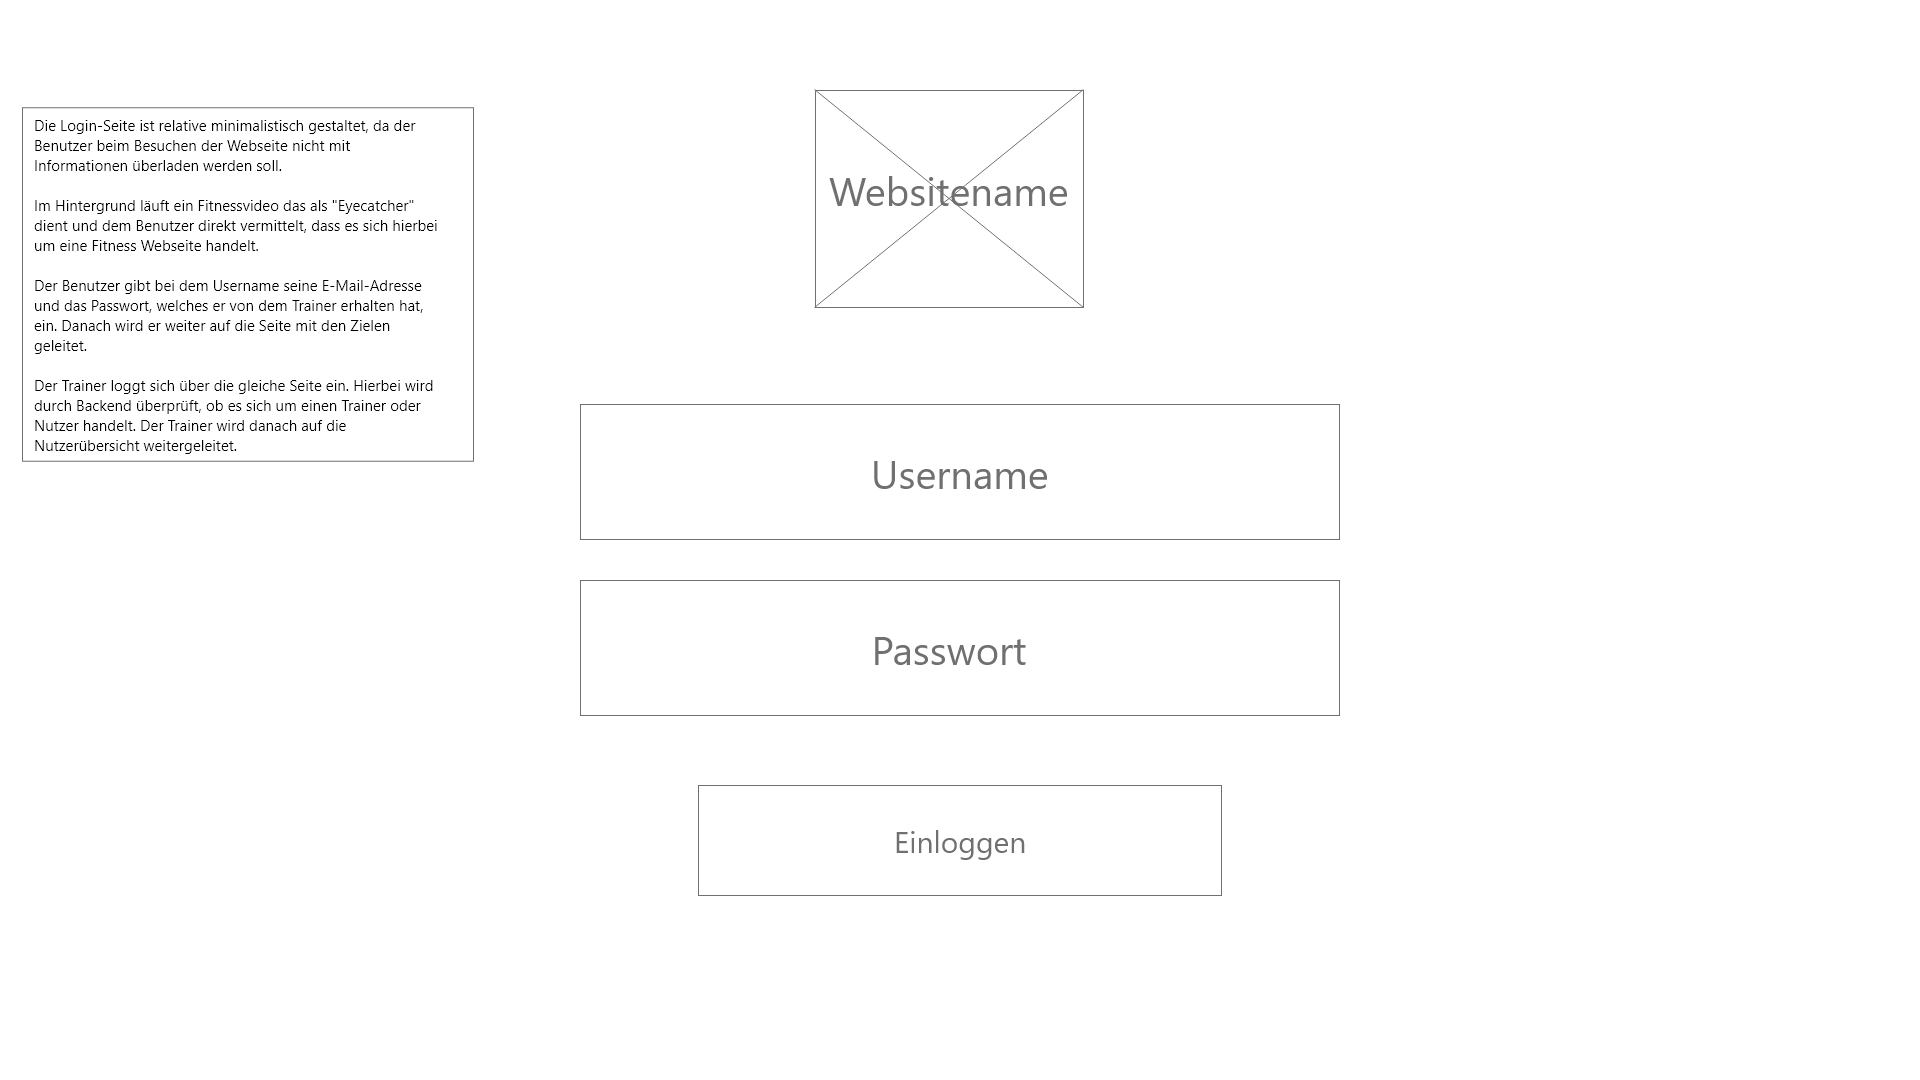 Die Login-Seite ist relative minimalistisch gestaltet, da der
Benutzer beim Besuchen der Webseite nicht mit
Informationen überladen werden soll.
Im Hintergrund läuft ein Fitnessvideo das als "Eyecatcher"
dient und dem Benutzer direkt vermittelt, dass es sich hierbei
um eine Fitness Webseite handelt.
Der Benutzer gibt bei dem Username seine E-Mail-Adresse
und das Passwort, welches er von dem Trainer erhalten hat,
ein. Danach wird er weiter auf die Seite mit den Zielen
geleitet.
Der Trainer loggt sich über die gleiche Seite ein. Hierbei wird
durch Backend überprüft, ob es sich um einen Trainer oder
Nutzer handelt. Der Trainer wird danach auf die
Nutzerübersicht weitergeleitet.
Websitename
Username
Passwort
Einloggen